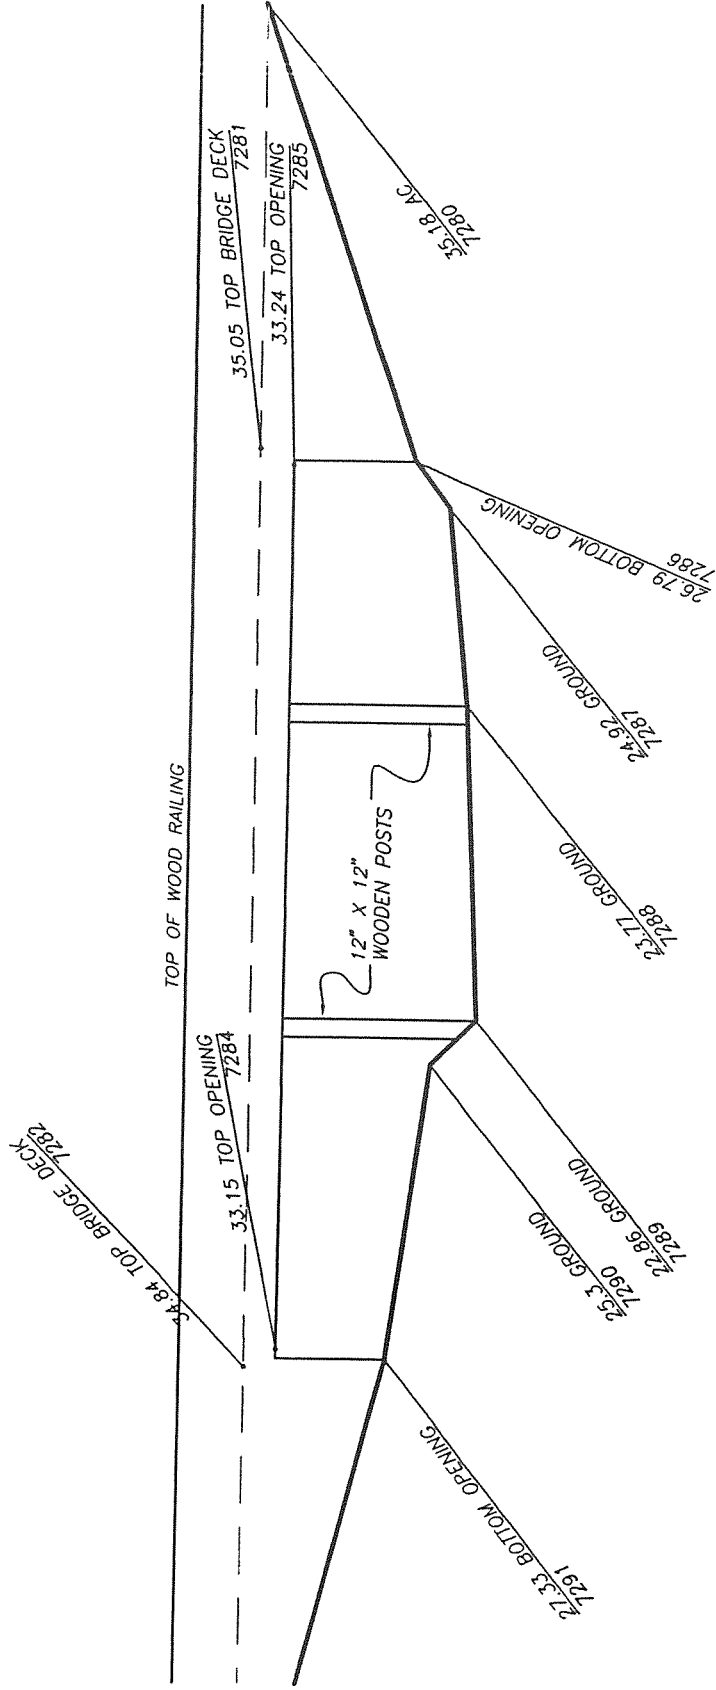 TOP OF WOOD RAILING
34.84 TOP BRIDGE DECK
7282
33.15 TOP OPENING
7284
35.05 TOP BRIDGE DECK
7281
33.24 TOP OPENING
7285
12" X 12"
WOODEN POSTS
27.33 BOTTOM OPENING
7291
25.3 GROUND
7290
22.86 GROUND
7289
23.77 GROUND
7288
24.92 GROUND
7287
26.79 BOTTOM OPENING
7286
35.18 AC
7280